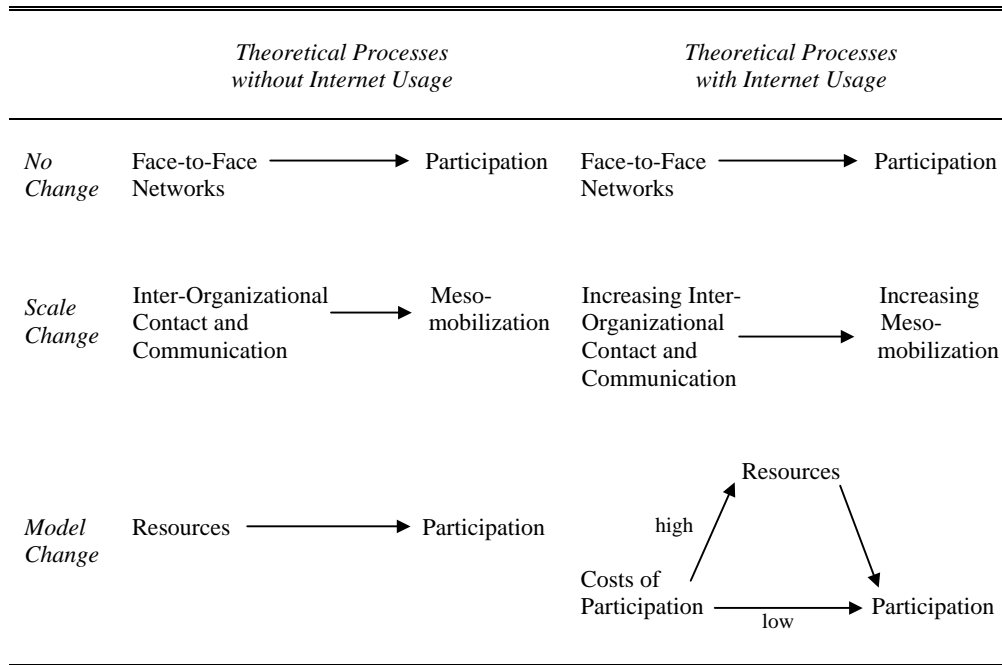 Theoretical Processes
without Internet Usage
Theoretical Processes
with Internet Usage
No
Change
Face-to-Face
Networks
Participation
Face-to-Face
Networks
Participation
Scale
Change
Inter-Organizational
Contact and
Communication
Meso-
mobilization
Increasing Inter-
Organizational
Contact and
Communication
Increasing
Meso-
mobilization
Model
Change
Resources
Participation
Resources
high
Costs of
Participation
low
Participation